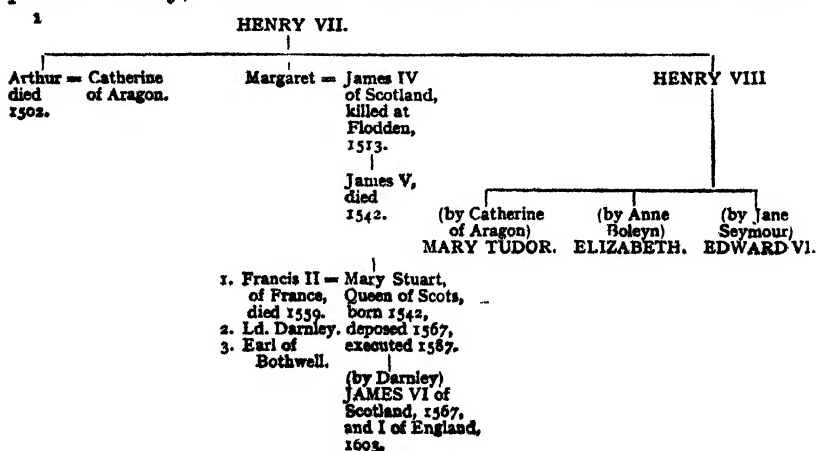 1
HENRY VII.
Arthur = Catherine
died of Aragon.
1502.
Margaret = James IV
of Scotland,
killed at
Flodden,
1513.
James V,
died
1542.
HENRY VIII
(by Catherine
of Aragon)
MARY TUDOR.
(by Anne
Boleyn)
ELIZABETH.
(by Jane
Seymour)
EDWARD VI.
1. Francis II = Mary Stuart,
of France, Queen of Scots,
died 1559. born 1542,
2. Ld. Darnley. deposed 1567,
3. Earl of executed 1587.
Bothwell.
(by Darnley)
JAMES VI of
Scotland, 1567,
and I of England,
1603.